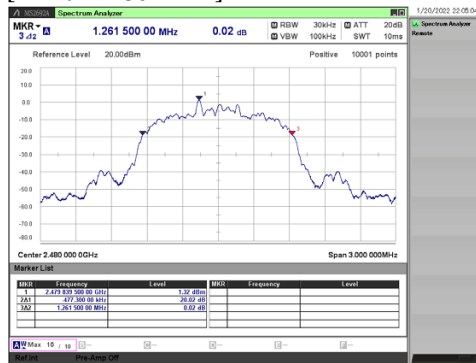 MS2692A Spectrum Analyzer
1/20/2022 22:05:04
MKR 1.261 500 00 MHz 0.02 dB RBW 30kHz ATT 20dB
3 Δ2 VBW 100kHz SWT 10ms
Spectrum Analyzer
Remote
Reference Level 20.00dBm Positive 10001 points
20.0
10.0
0.0
-10.0
-20.0
-30.0
-40.0
-50.0
-60.0
-70.0
-80.0
1
3
Center 2.480 000 0GHz Span 3.000 000MHz
Marker List
MKR Frequency Level MKR Frequency Level
1 2.479 839 500 00 GHz 1.32 dBm
2Δ1 -477.300 00 kHz -20.02 dB
3Δ2 1.261 500 00 MHz 0.02 dB
Max 10 / 10
Ref.Int Pre-Amp Off